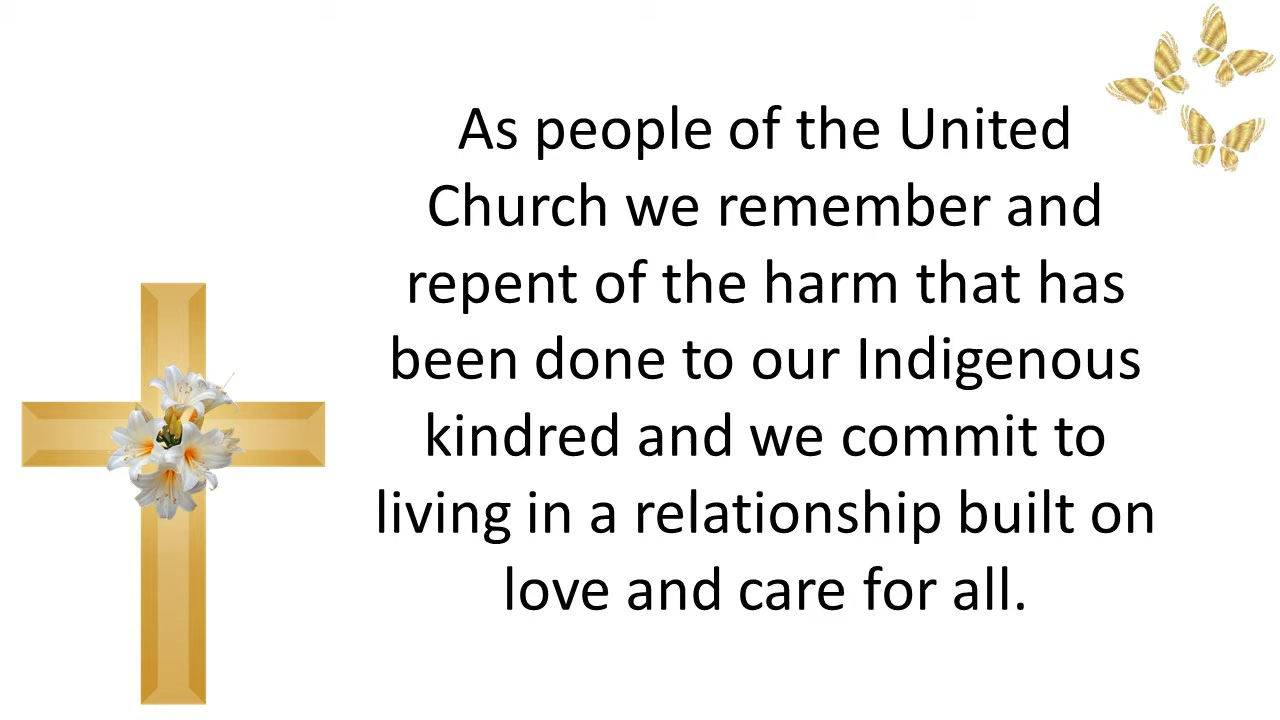 As people of the United
Church we remember and
repent of the harm that has
been done to our Indigenous
kindred and we commit to
living in a relationship built on
love and care for all.